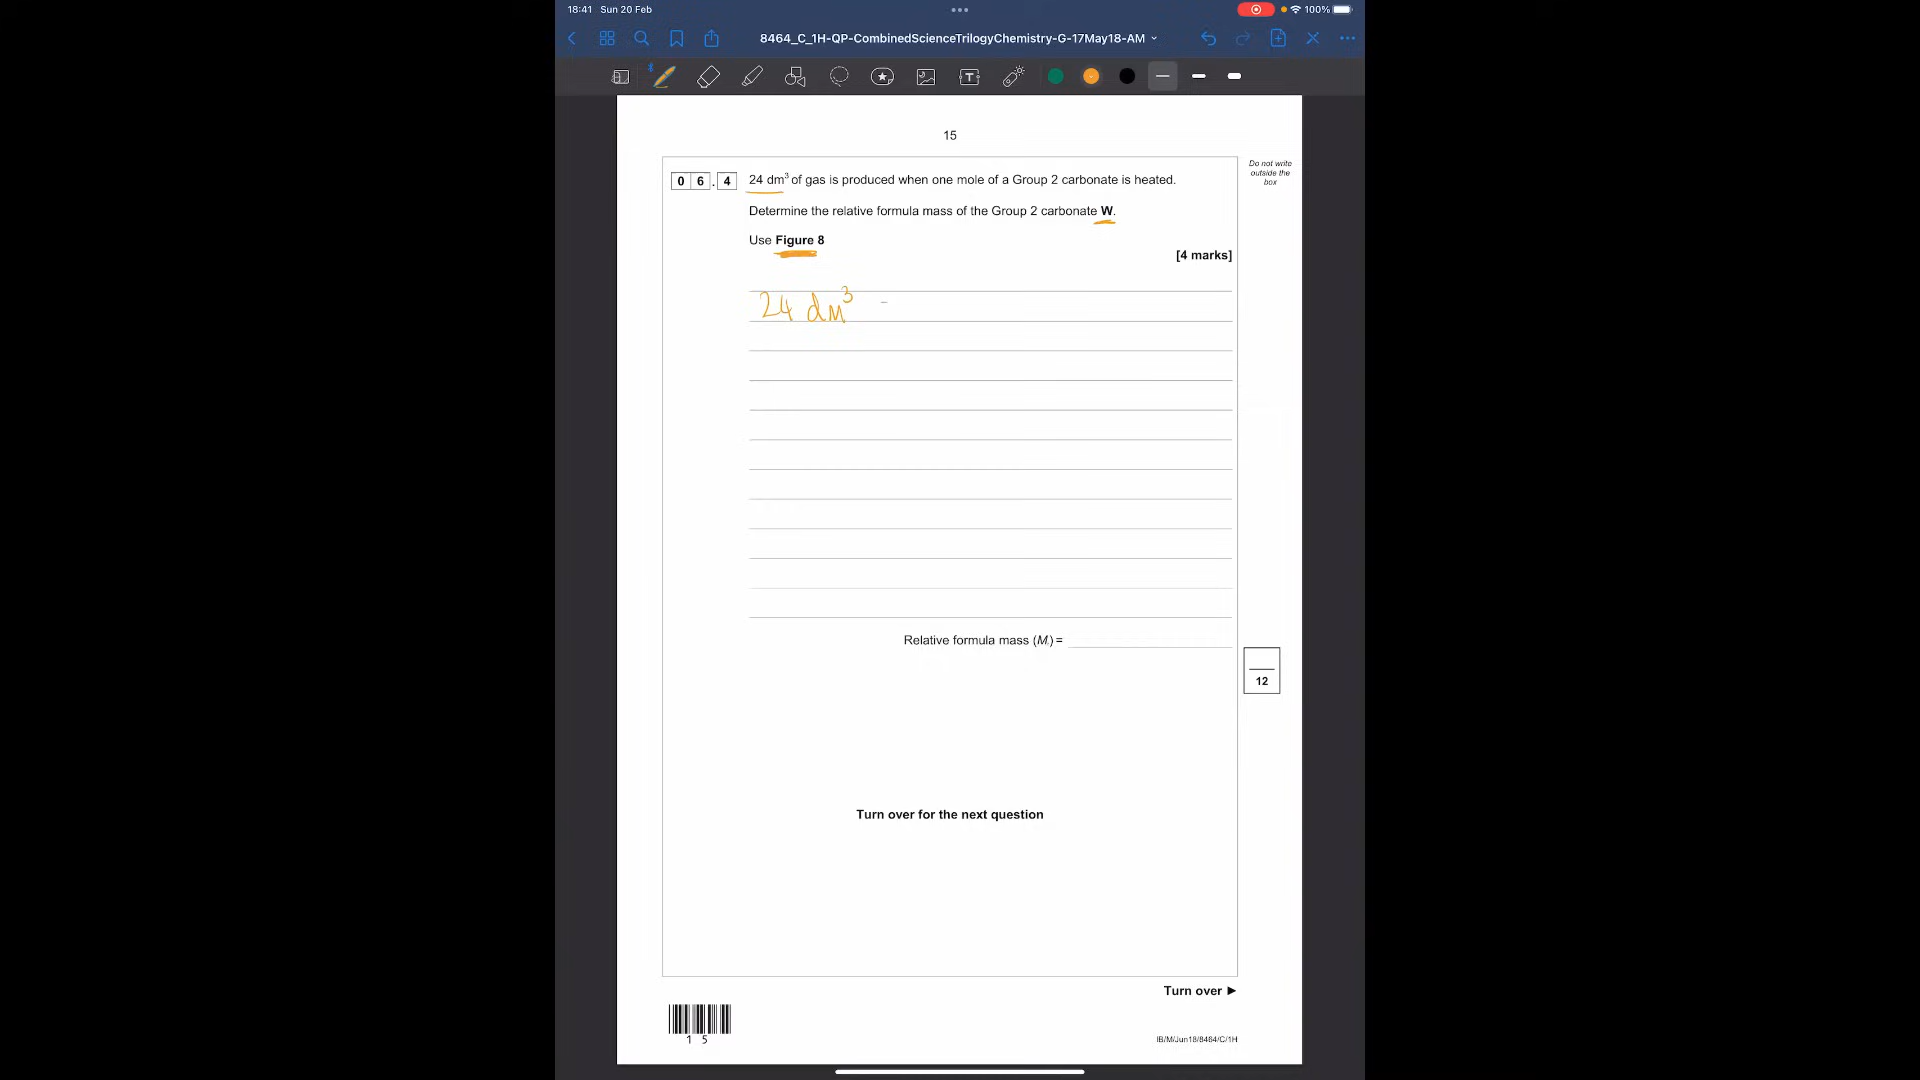 18:41 Sun 20 Feb
100%
8464_C_1H-QP-CombinedScienceTrilogyChemistry-G-17May18-AM
15
Do not write
outside the
box
0 6 . 4 24 dm³ of gas is produced when one mole of a Group 2 carbonate is heated.
Determine the relative formula mass of the Group 2 carbonate W.
Use Figure 8
[4 marks]
24 dm³
Relative formula mass (Mᵣ) =
12
Turn over for the next question
Turn over ►
1 5
IB/M/Jun18/8464/C/1H